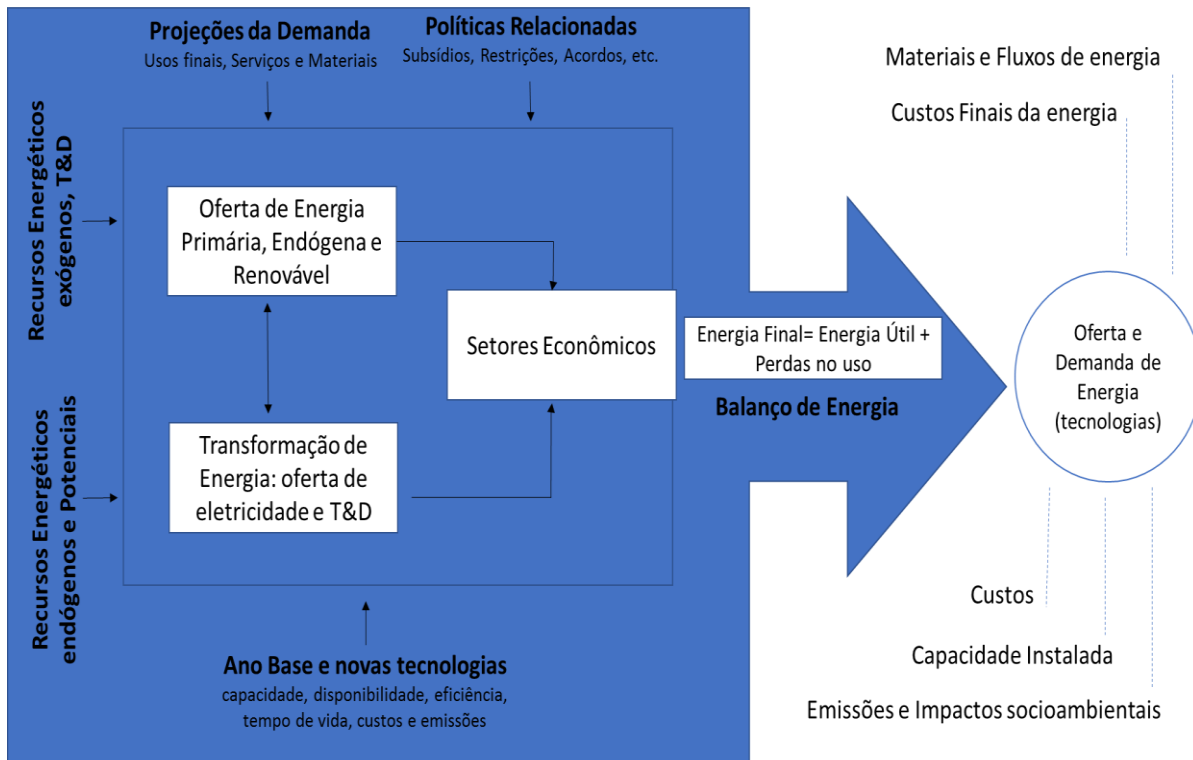 Projeções da Demanda
Usos finais, Serviços e Materiais
Políticas Relacionadas
Subsídios, Restrições, Acordos, etc.
Recursos Energéticos
exógenos, T&D
Recursos Energéticos
endógenos e Potenciais
Oferta de Energia
Primária, Endógena e
Renovável
Transformação de
Energia: oferta de
eletricidade e T&D
Setores Econômicos
Ano Base e novas tecnologias
capacidade, disponibilidade, eficiência,
tempo de vida, custos e emissões
Energia Final= Energia Útil +
Perdas no uso
Balanço de Energia
Materiais e Fluxos de energia
Custos Finais da energia
Oferta e
Demanda de
Energia
(tecnologias)
Custos
Capacidade Instalada
Emissões e Impactos socioambientais